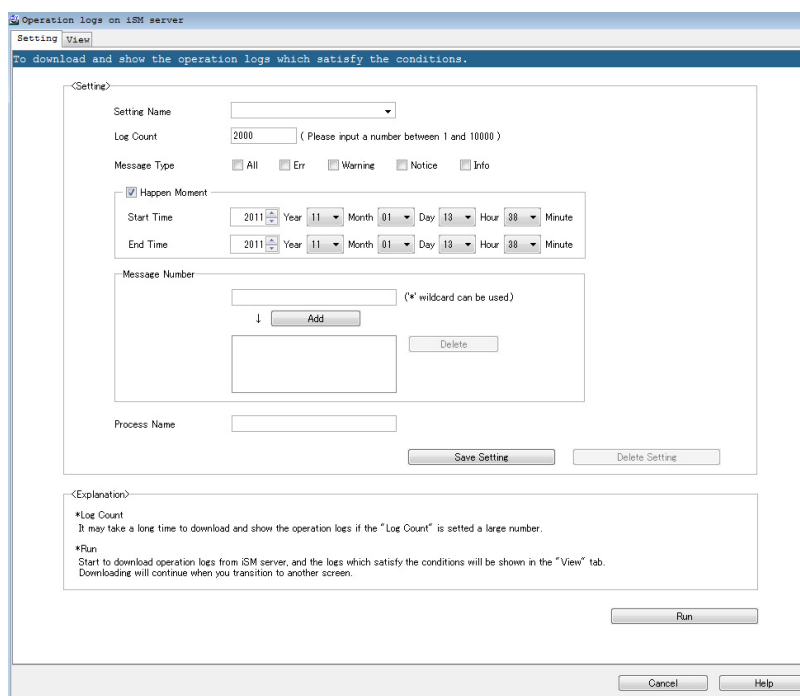 Operation logs on iSM server
Setting View
To download and show the operation logs which satisfy the conditions.
<Setting>
Setting Name
Log Count 2000 ( Please input a number between 1 and 10000 )
Message Type All Err Warning Notice Info
Happen Moment
Start Time 2011 Year 11 Month 01 Day 13 Hour 38 Minute
End Time 2011 Year 11 Month 01 Day 13 Hour 38 Minute
Message Number
('*' wildcard can be used.)
↓ Add
Delete
Process Name
Save Setting Delete Setting
<Explanation>
*Log Count
It may take a long time to download and show the operation logs if the "Log Count" is setted a large number.
*Run
Start to download operation logs from iSM server, and the logs which satisfy the conditions will be shown in the "View" tab.
Downloading will continue when you transition to another screen.
Run
Cancel Help